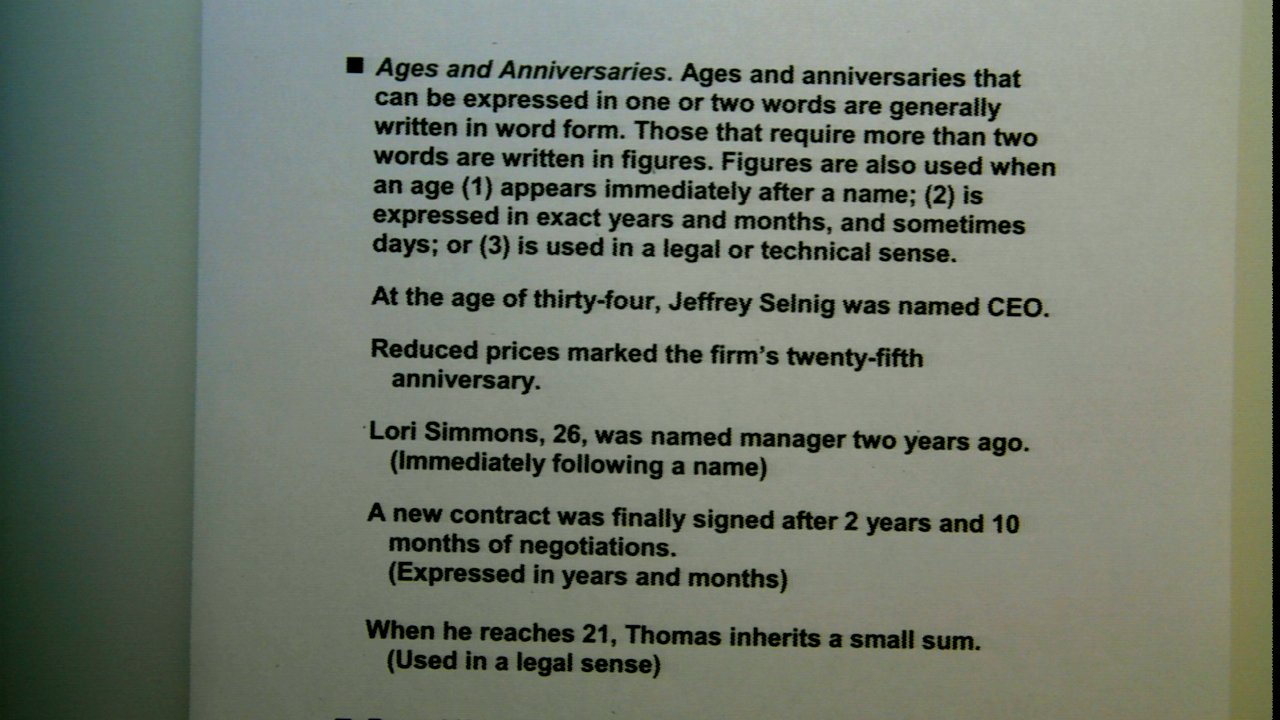 ■ Ages and Anniversaries. Ages and anniversaries that
can be expressed in one or two words are generally
written in word form. Those that require more than two
words are written in figures. Figures are also used when
an age (1) appears immediately after a name; (2) is
expressed in exact years and months, and sometimes
days; or (3) is used in a legal or technical sense.
At the age of thirty-four, Jeffrey Selnig was named CEO.
Reduced prices marked the firm's twenty-fifth
anniversary.
Lori Simmons, 26, was named manager two years ago.
(Immediately following a name)
A new contract was finally signed after 2 years and 10
months of negotiations.
(Expressed in years and months)
When he reaches 21, Thomas inherits a small sum.
(Used in a legal sense)